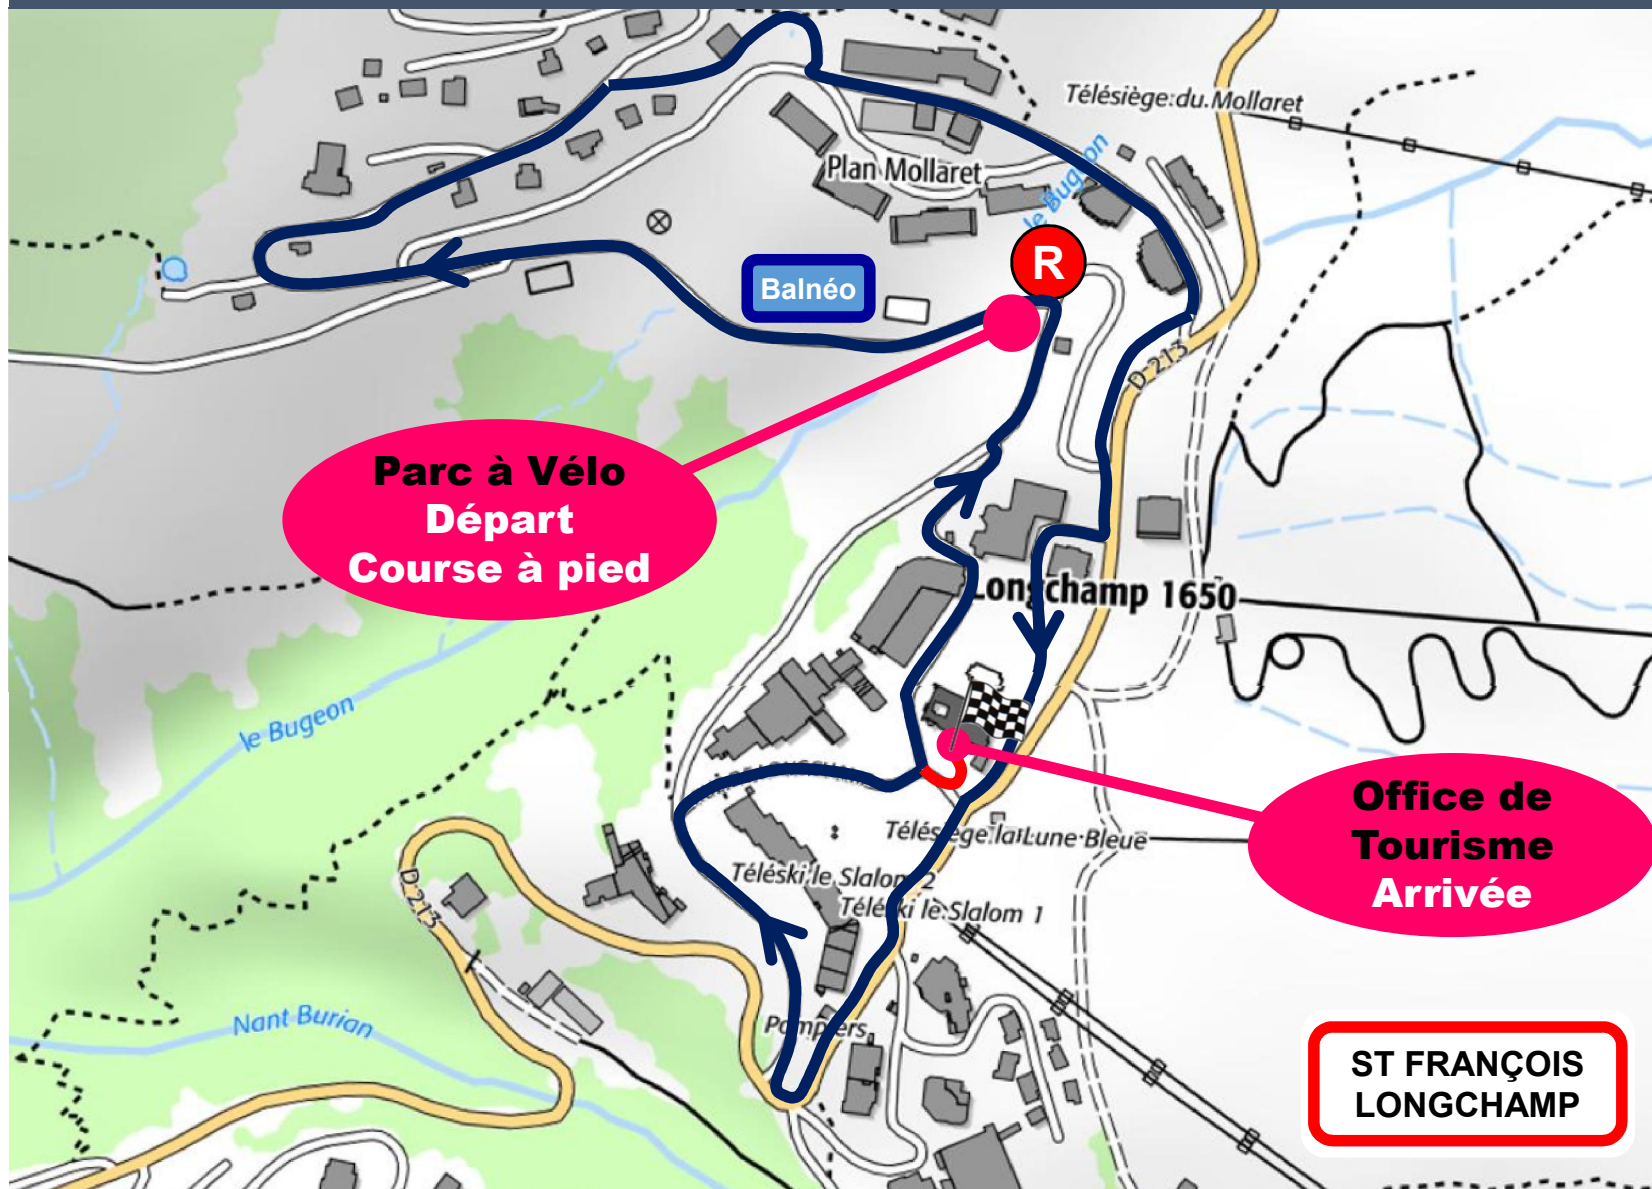 Télésiège du Mollaret
Plan Mollaret
le Bugeon
R
Balnéo
D 213
Parc à Vélo
Départ
Course à pied
Longchamp 1650
le Bugeon
Office de
Tourisme
Arrivée
Télésiège la Lune Bleue
Téléski le Slalom 2
Téléski le Slalom 1
D 213
Nant Burian
Pompiers
ST FRANÇOIS
LONGCHAMP